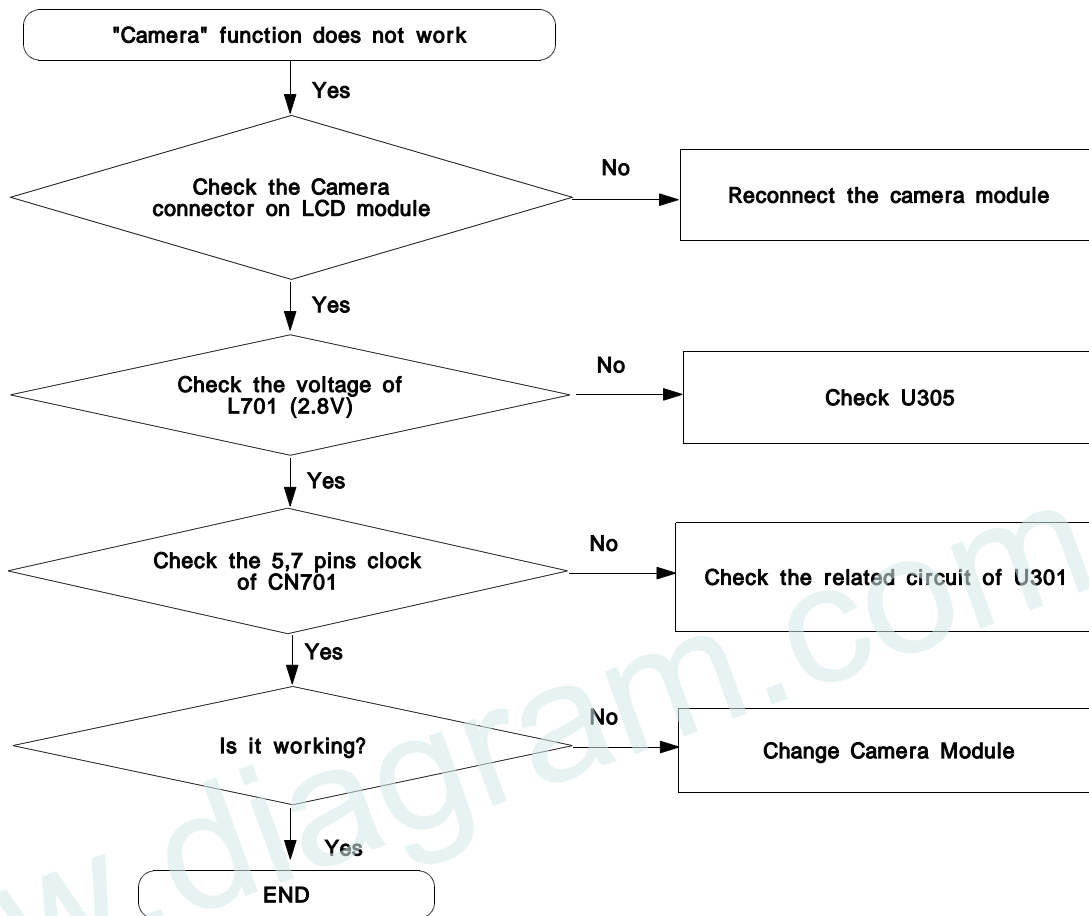 "Camera" function does not work
Yes
Check the Camera
connector on LCD module
No
Reconnect the camera module
Yes
Check the voltage of
L701 (2.8V)
No
Check U305
Yes
Check the 5,7 pins clock
of CN701
No
Check the related circuit of U301
Yes
Is it working?
No
Change Camera Module
Yes
END
w.diagram.com